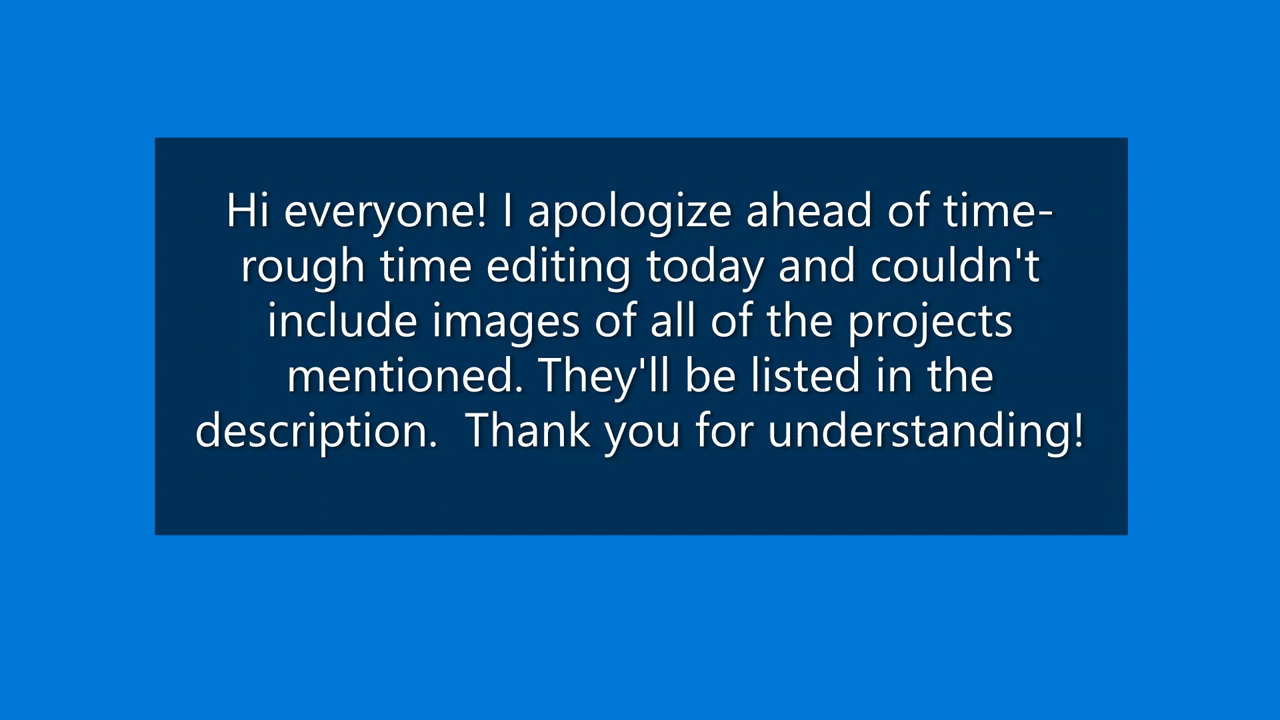 Hi everyone! I apologize ahead of time-
rough time editing today and couldn't
include images of all of the projects
mentioned. They'll be listed in the
description.  Thank you for understanding!